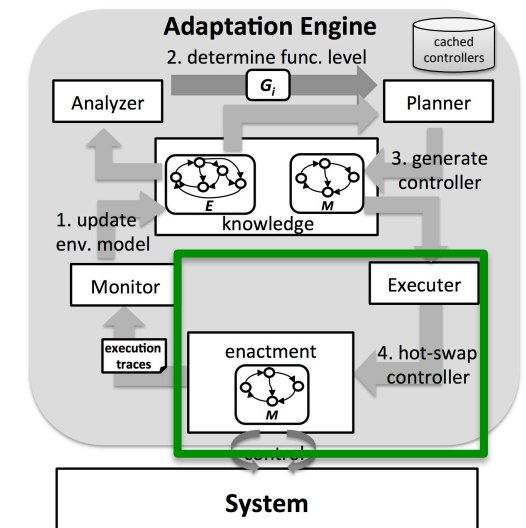 Adaptation Engine
2. determine func. level
cached
controllers
Analyzer
Gi
Planner
3. generate
controller
E
M
knowledge
1. update
env. model
Monitor
Executer
execution
traces
enactment
4. hot-swap
controller
M
control
System